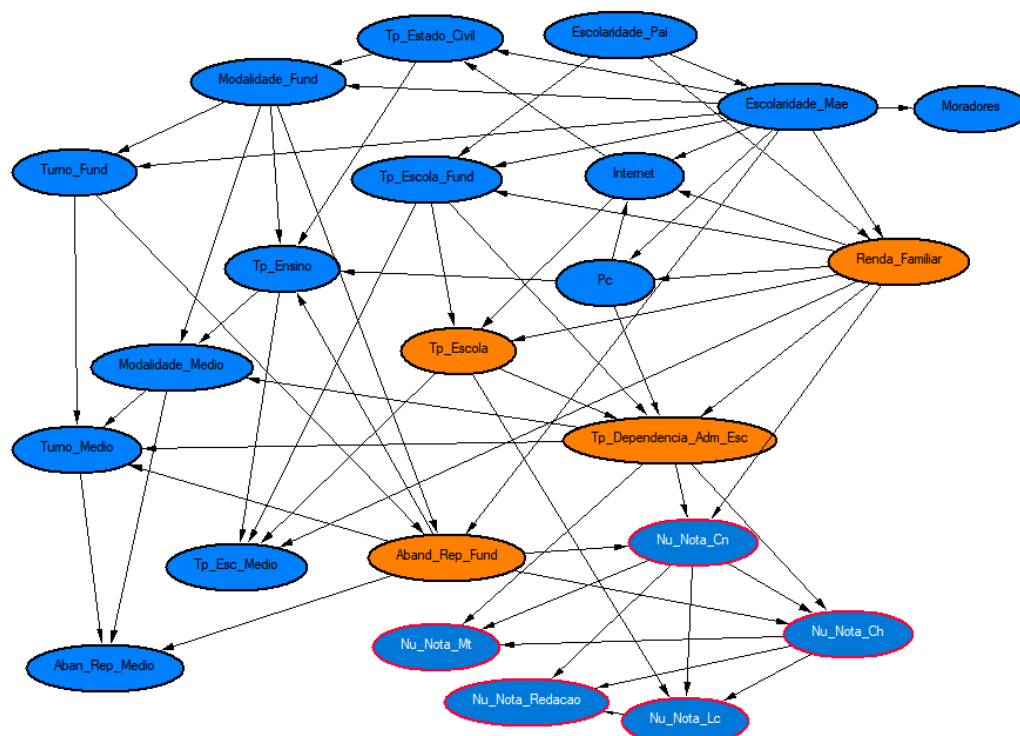 Tp_Estado_Civil
Escolaridade_Pai
Modalidade_Fund
Escolaridade_Mae
Moradores
Turno_Fund
Tp_Escola_Fund
Internet
Tp_Ensino
Pc
Renda_Familiar
Tp_Escola
Modalidade_Medio
Turno_Medio
Tp_Dependencia_Adm_Esc
Tp_Esc_Medio
Aband_Rep_Fund
Nu_Nota_Cn
Nu_Nota_Mt
Nu_Nota_Ch
Aban_Rep_Medio
Nu_Nota_Redacao
Nu_Nota_Lc